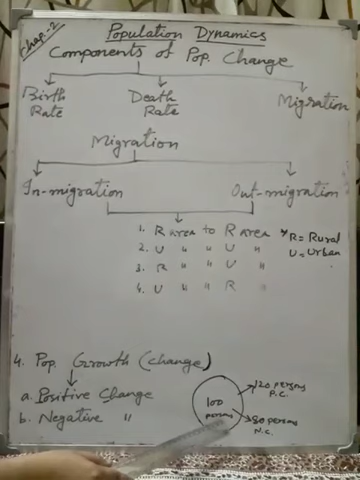 Chap-2
Population Dynamics
Components of Pop. Change
Birth Rate
Death Rate
Migration
Migration
In-migration
Out-migration
1. R area to R area
2. U " " U "
3. R " " U "
4. U " " R "
* R = Rural
U = Urban
4. Pop. Growth (change)
a. Positive Change
b. Negative "
100 persons
120 persons
P.C.
80 persons
N.C.